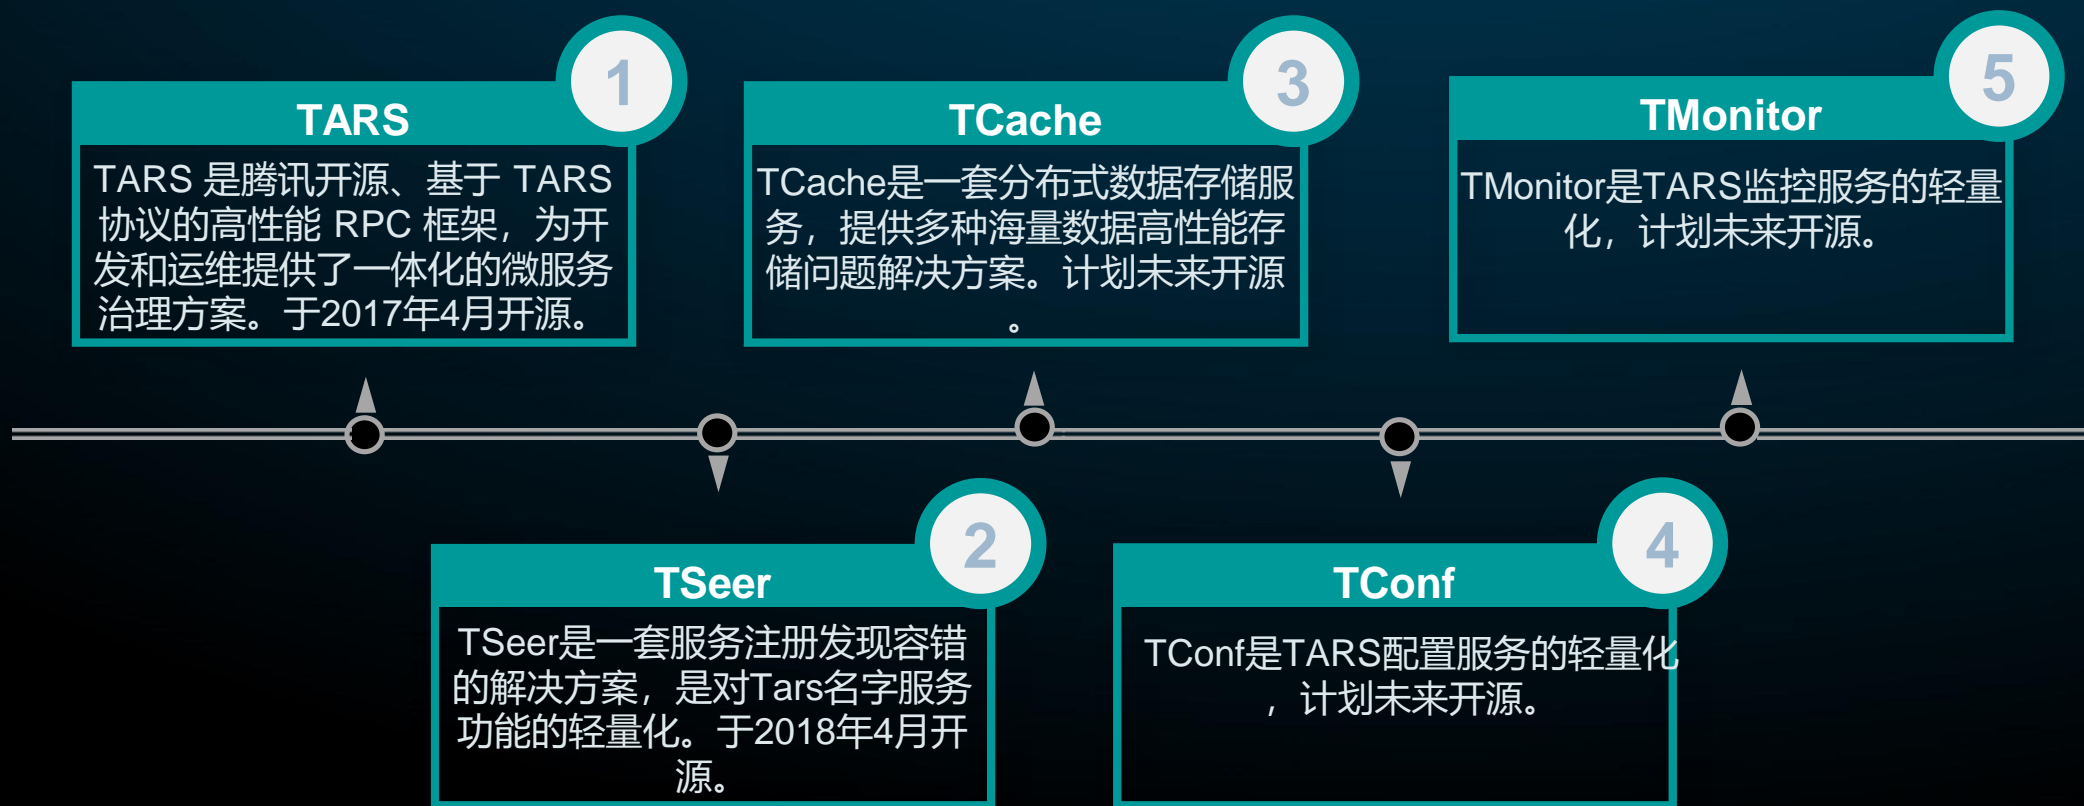 1
TARS
TARS 是腾讯开源、基于 TARS
协议的高性能 RPC 框架，为开
发和运维提供了一体化的微服务
治理方案。于2017年4月开源。
2
TSeer
TSeer是一套服务注册发现容错
的解决方案，是对Tars名字服务
功能的轻量化。于2018年4月开
源。
3
TCache
TCache是一套分布式数据存储服
务，提供多种海量数据高性能存
储问题解决方案。计划未来开源
。
4
TConf
TConf是TARS配置服务的轻量化
，计划未来开源。
5
TMonitor
TMonitor是TARS监控服务的轻量
化，计划未来开源。